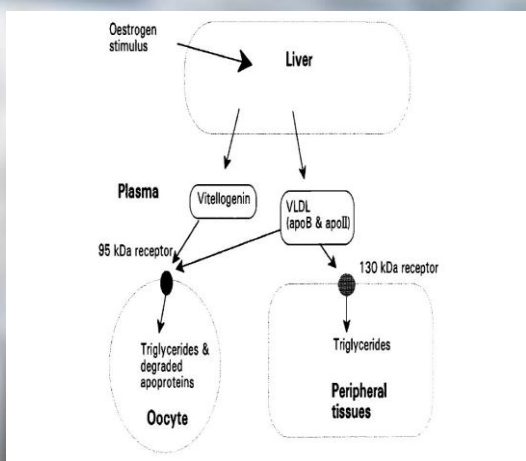 Oestrogen
stimulus
Liver
Plasma
Vitellogenin
VLDL
(apoB & apoII)
95 kDa receptor
130 kDa receptor
Triglycerides &
degraded
apoproteins
Oocyte
Triglycerides
Peripheral
tissues